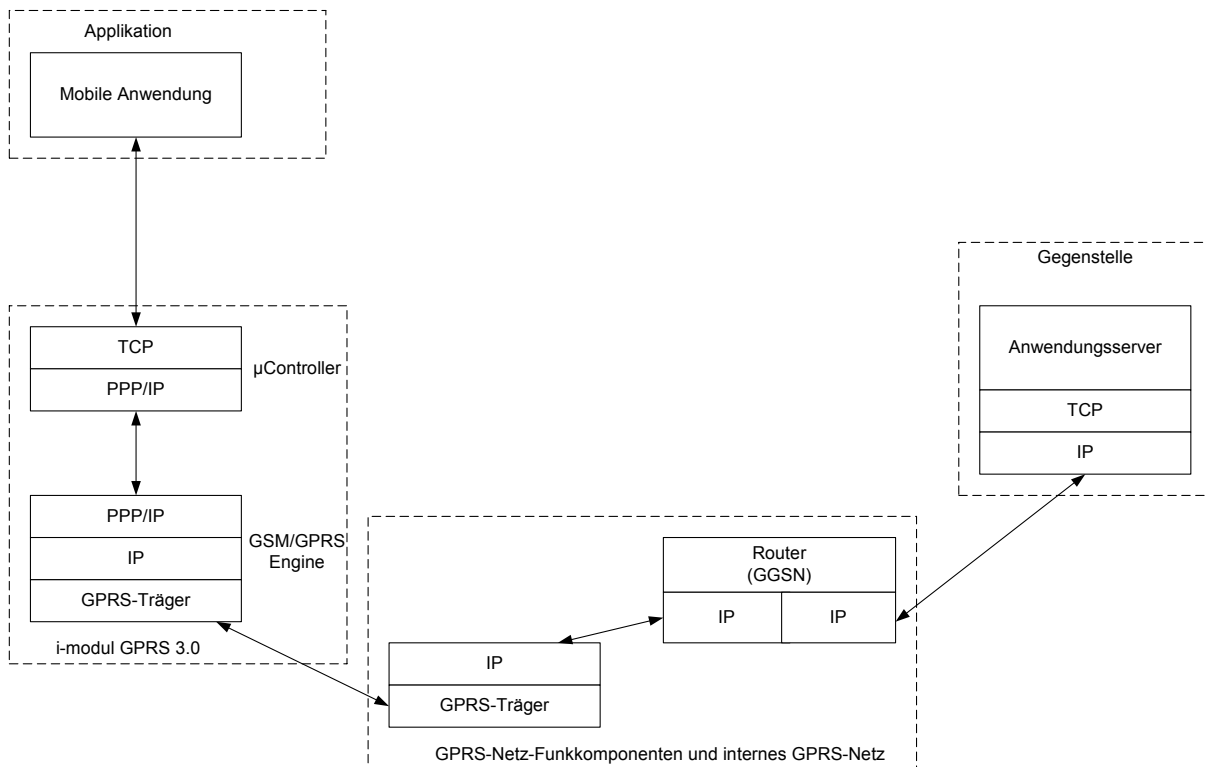 Applikation
Mobile Anwendung
TCP
PPP/IP
µController
PPP/IP
IP
GPRS-Träger
GSM/GPRS
Engine
i-modul GPRS 3.0
IP
GPRS-Träger
Router
(GGSN)
IP
IP
GPRS-Netz-Funkkomponenten und internes GPRS-Netz
Gegenstelle
Anwendungsserver
TCP
IP